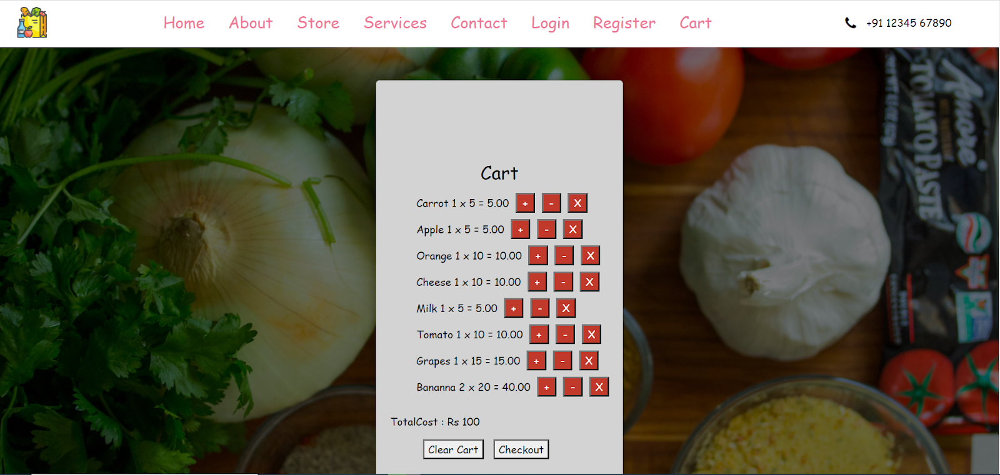 Home About Store Services Contact Login Register Cart +91 12345 67890
Cart
Carrot 1 x 5 = 5.00 + - X
Apple 1 x 5 = 5.00 + - X
Orange 1 x 10 = 10.00 + - X
Cheese 1 x 10 = 10.00 + - X
Milk 1 x 5 = 5.00 + - X
Tomato 1 x 10 = 10.00 + - X
Grapes 1 x 15 = 15.00 + - X
Bananna 2 x 20 = 40.00 + - X
TotalCost : Rs 100
Clear Cart Checkout
TOMATO PASTE